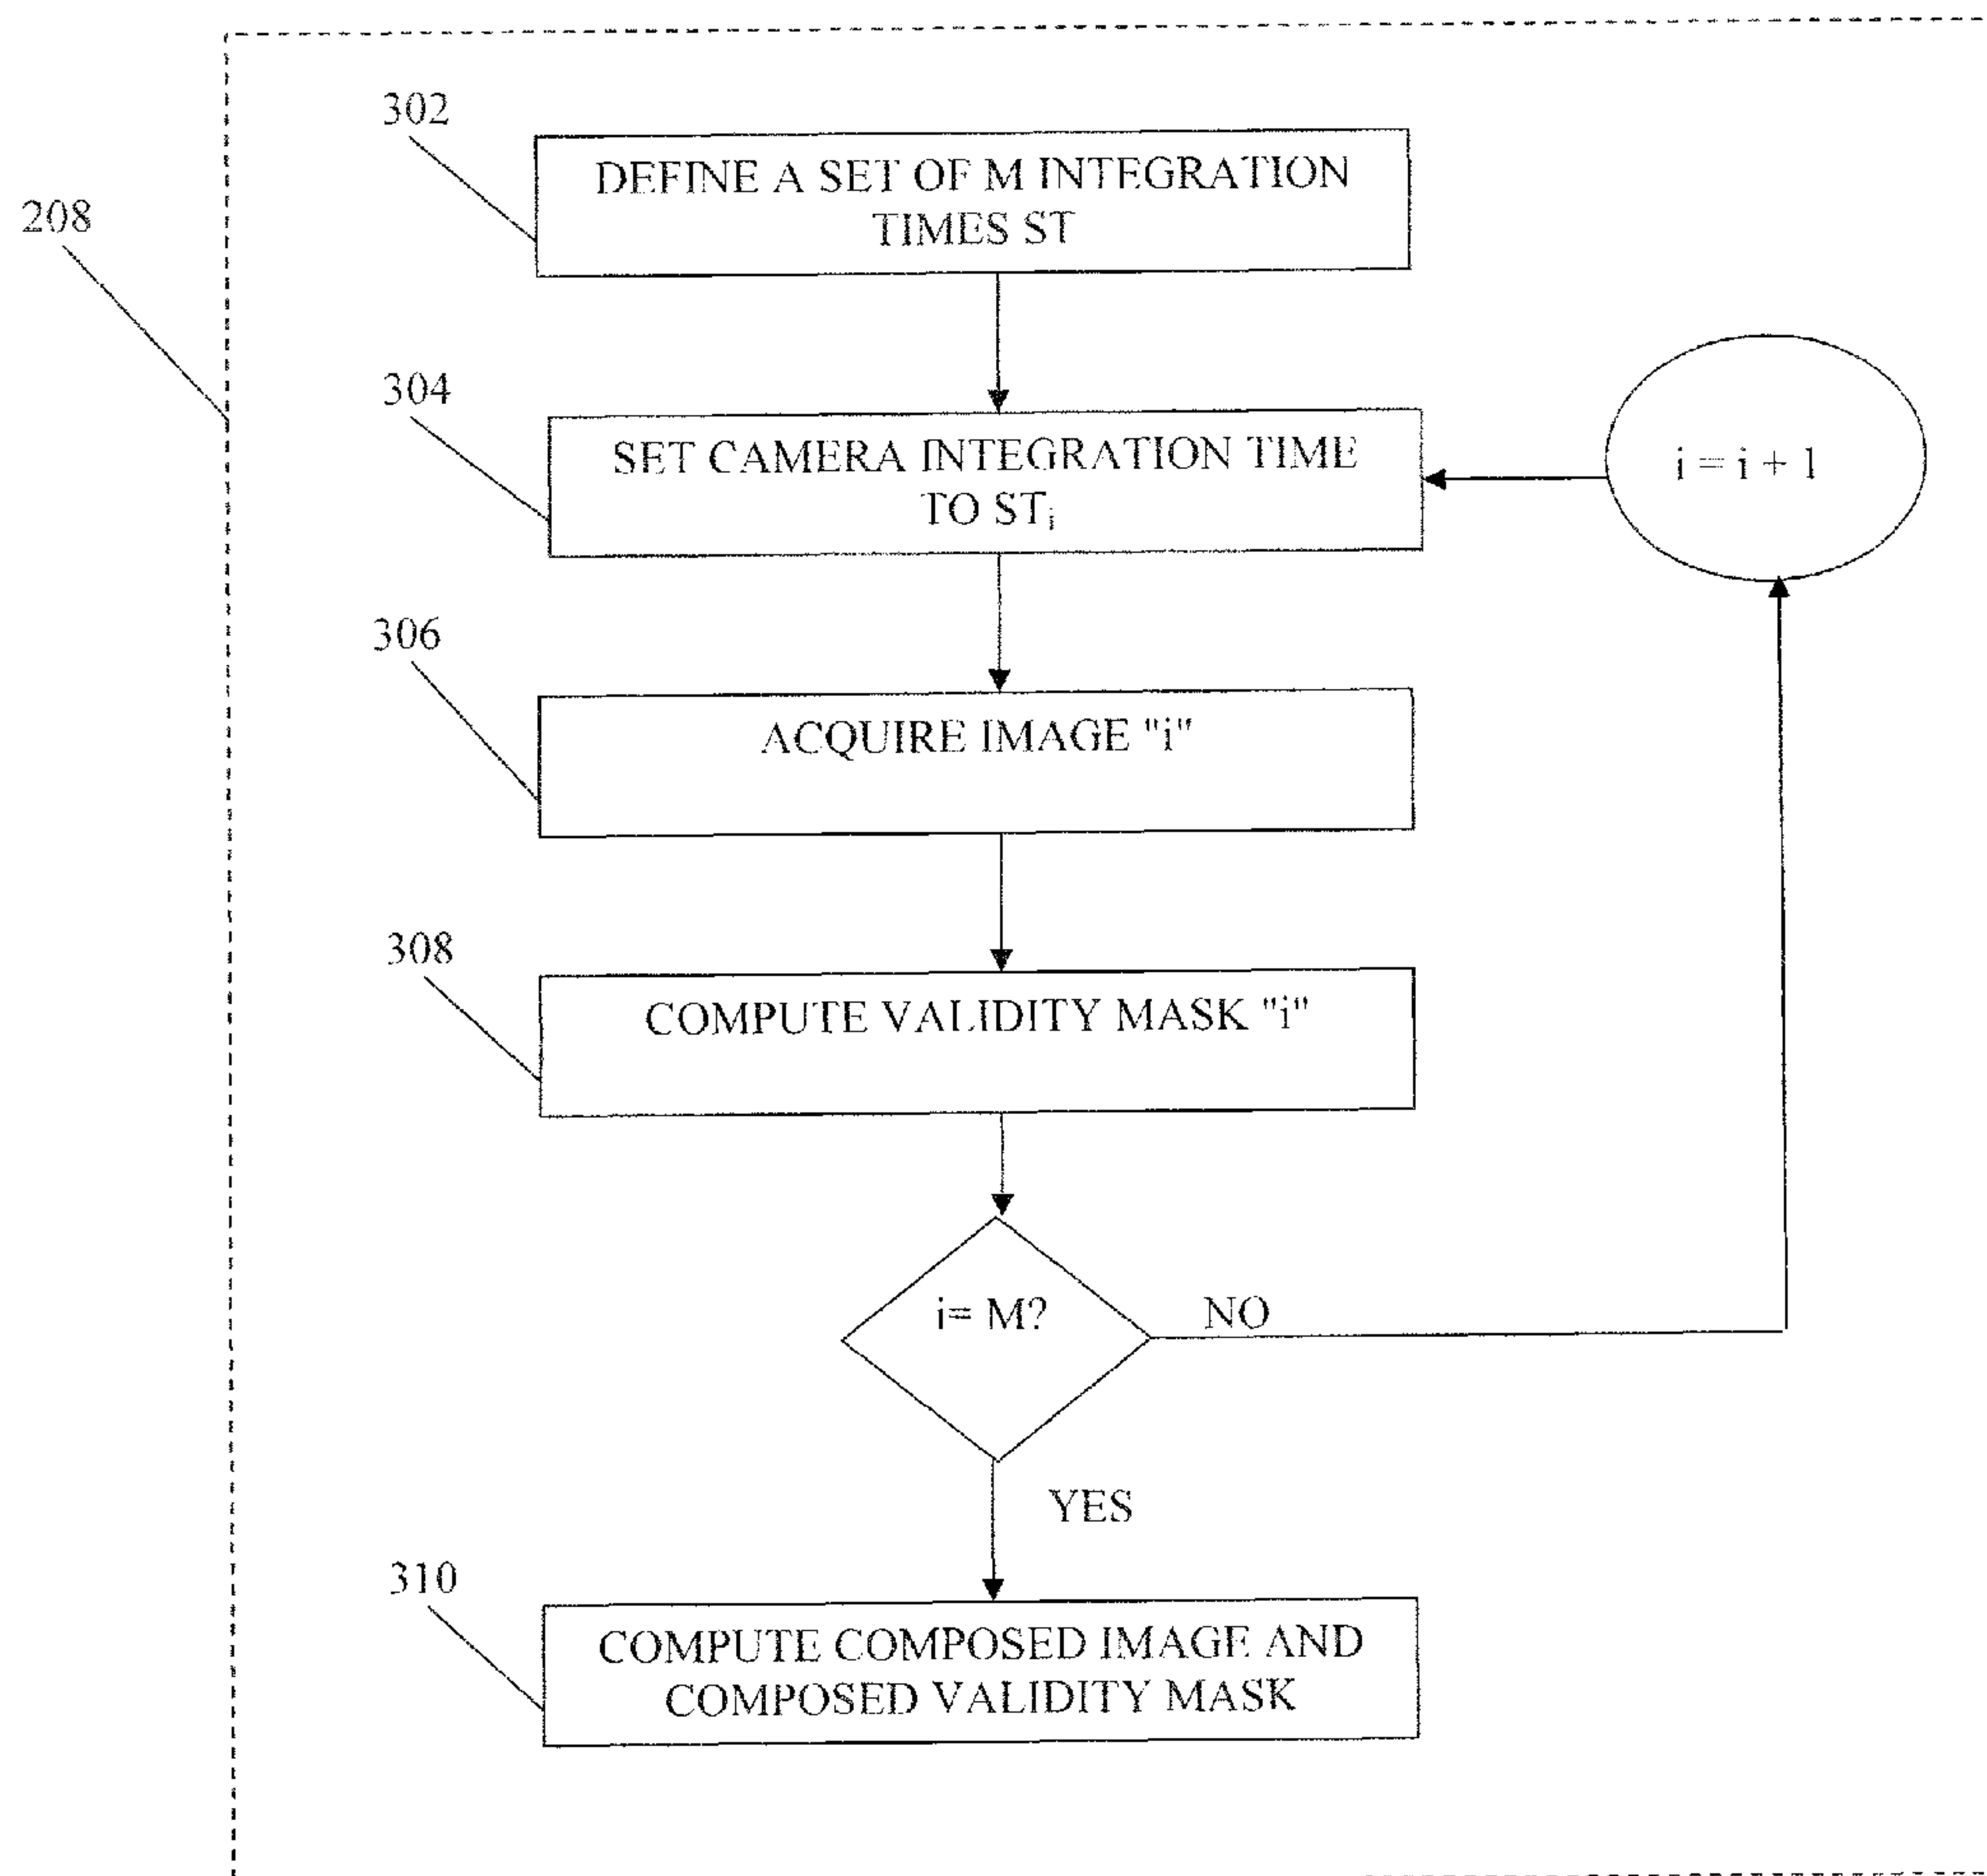 302
DEFINE A SET OF M INTEGRATION
TIMES ST
208
304
SET CAMERA INTEGRATION TIME
TO STi
i = i + 1
306
ACQUIRE IMAGE "i"
308
COMPUTE VALIDITY MASK "i"
i= M?
NO
YES
310
COMPUTE COMPOSED IMAGE AND
COMPOSED VALIDITY MASK